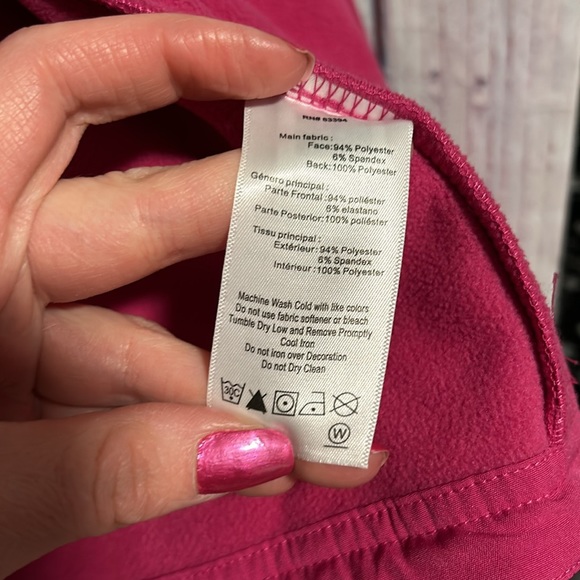 RN# 53394
Main fabric :
Face:94% Polyester
6% Spandex
Back:100% Polyester
Género principal :
Parte Frontal :94% poliéster
6% elastano
Parte Posterior:100% poliéster
Tissu principal :
Extérieur:94% Polyester
6% Spandex
Intérieur :100% Polyester
Machine Wash Cold with like colors
Do not use fabric softener or bleach
Tumble Dry Low and Remove Promptly
Cool Iron
Do not Iron over Decoration
Do not Dry Clean
30C
W